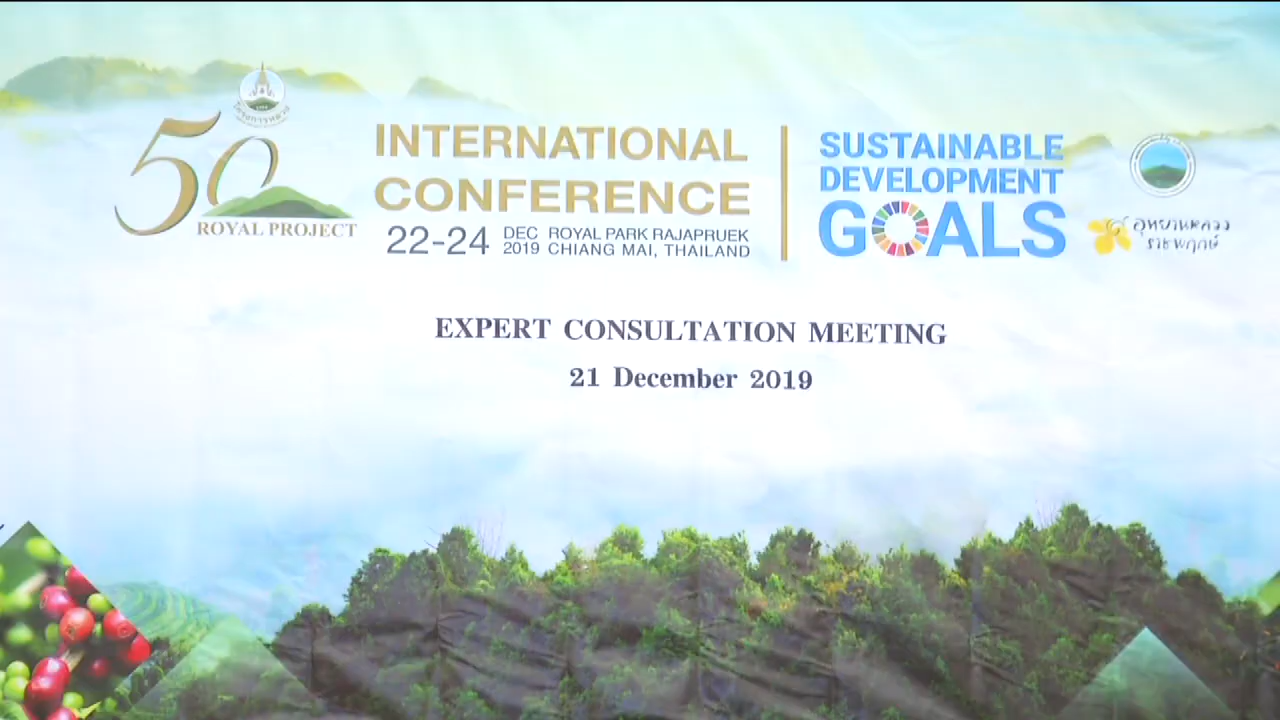 50
ROYAL PROJECT
INTERNATIONAL
CONFERENCE
22-24
DEC ROYAL PARK RAJAPRUEK
2019 CHIANG MAI, THAILAND
SUSTAINABLE
DEVELOPMENT
GOALS
อุทยานหลวง
ราชพฤกษ์
EXPERT CONSULTATION MEETING
21 December 2019